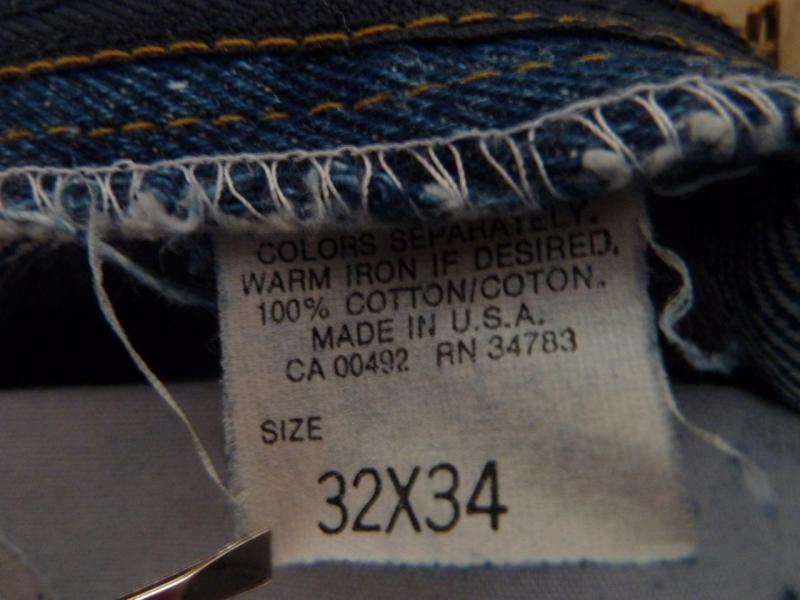 COLORS SEPARATELY.
WARM IRON IF DESIRED.
100% COTTON/COTON.
MADE IN U.S.A.
CA 00492 RN 34783
SIZE
32X34